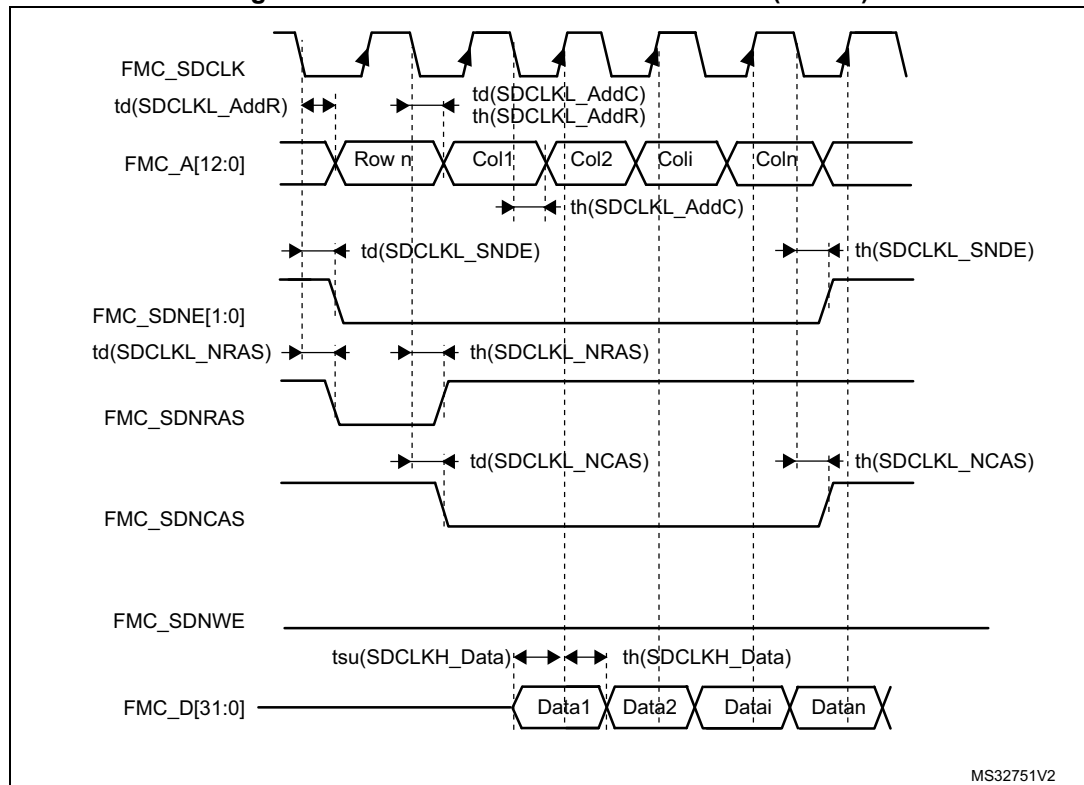 FMC_SDCLK
td(SDCLKL_AddR)
td(SDCLKL_AddC)
th(SDCLKL_AddR)
FMC_A[12:0]
Row n
Col1
Col2
Coli
Coln
th(SDCLKL_AddC)
td(SDCLKL_SNDE)
th(SDCLKL_SNDE)
FMC_SDNE[1:0]
td(SDCLKL_NRAS)
th(SDCLKL_NRAS)
FMC_SDNRAS
td(SDCLKL_NCAS)
th(SDCLKL_NCAS)
FMC_SDNCAS
FMC_SDNWE
tsu(SDCLKH_Data)
th(SDCLKH_Data)
FMC_D[31:0]
Data1
Data2
Datai
Datan
MS32751V2